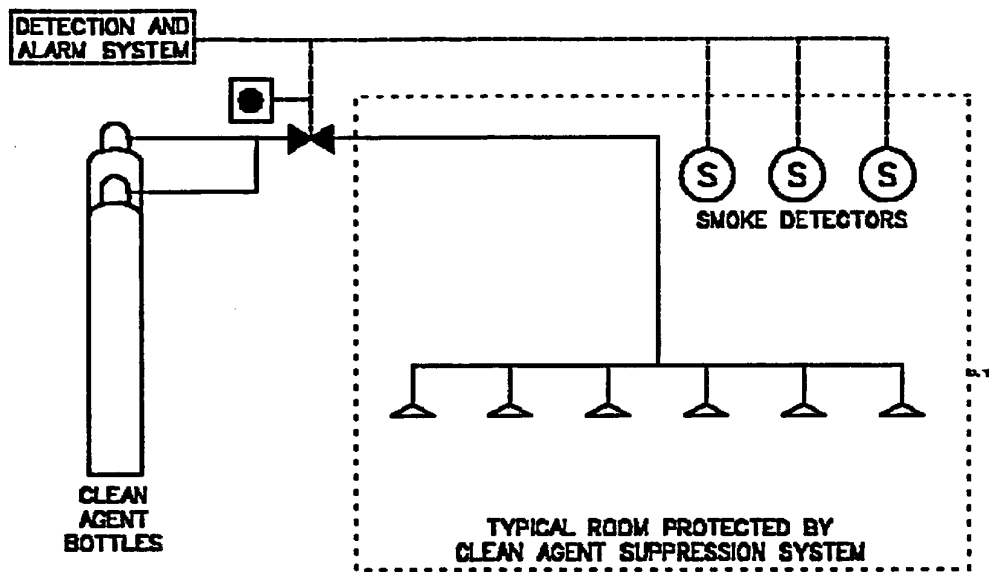 DETECTION AND
ALARM SYSTEM
S S S
SMOKE DETECTORS
CLEAN
AGENT
BOTTLES
TYPICAL ROOM PROTECTED BY
CLEAN AGENT SUPPRESSION SYSTEM